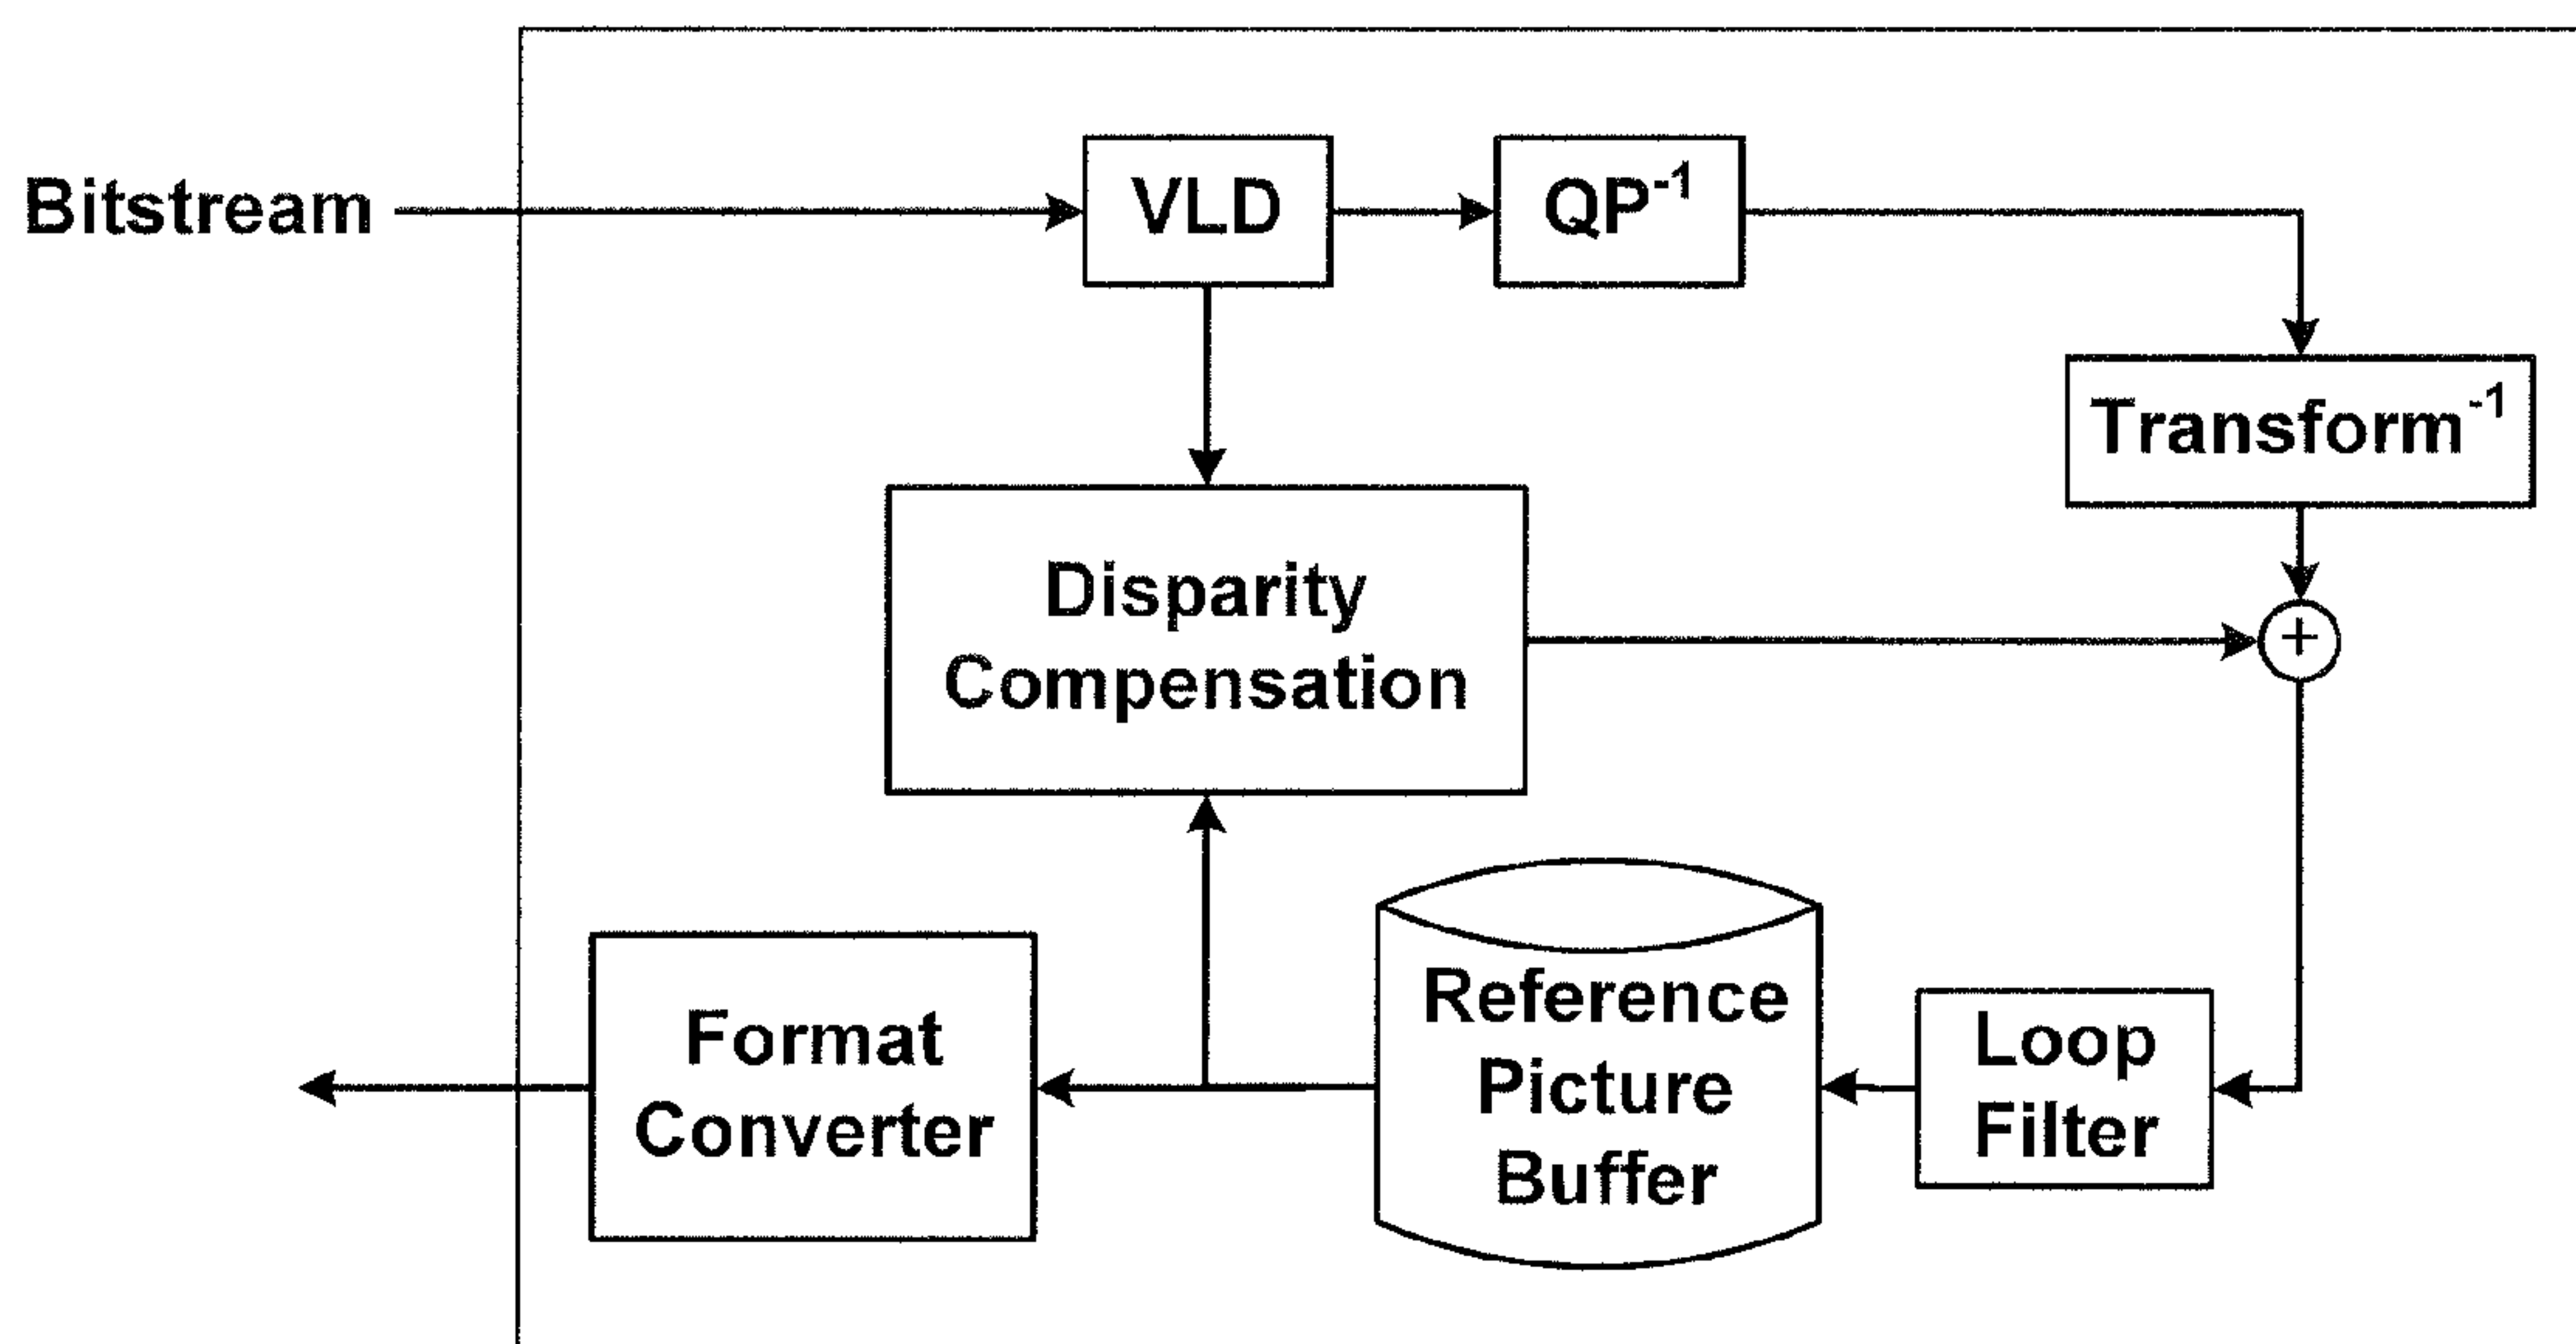 Bitstream
VLD
QP⁻¹
Transform⁻¹
Disparity
Compensation
+
Format
Converter
Reference
Picture
Buffer
Loop
Filter